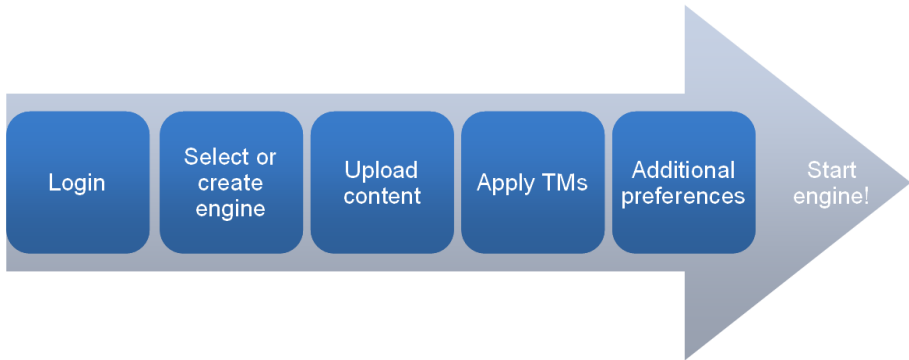 Login
Select or
create
engine
Upload
content
Apply TMs
Additional
preferences
Start
engine!